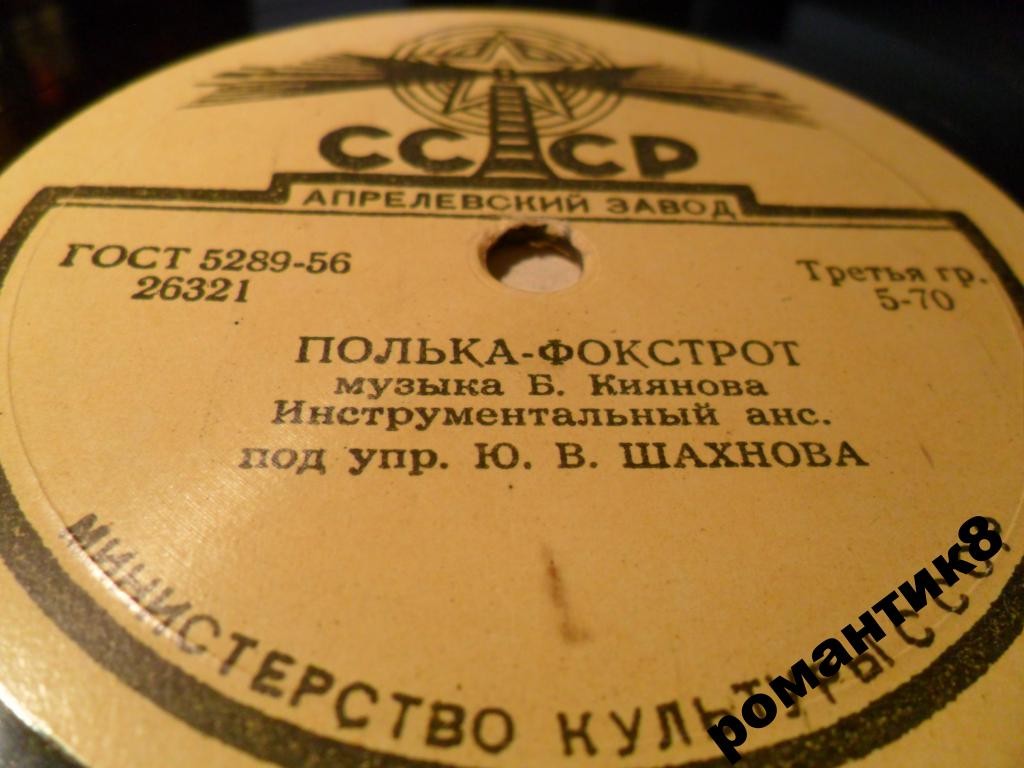 СССР
АПРЕЛЕВСКИЙ ЗАВОД
ГОСТ 5289-56
26321
Третья гр.
5-70
ПОЛЬКА-ФОКСТРОТ
музыка Б. Киянова
Инструментальный анс.
под упр. Ю. В. ШАХНОВА
МИНИСТЕРСТВО КУЛЬТУРЫ СССР
романтик8